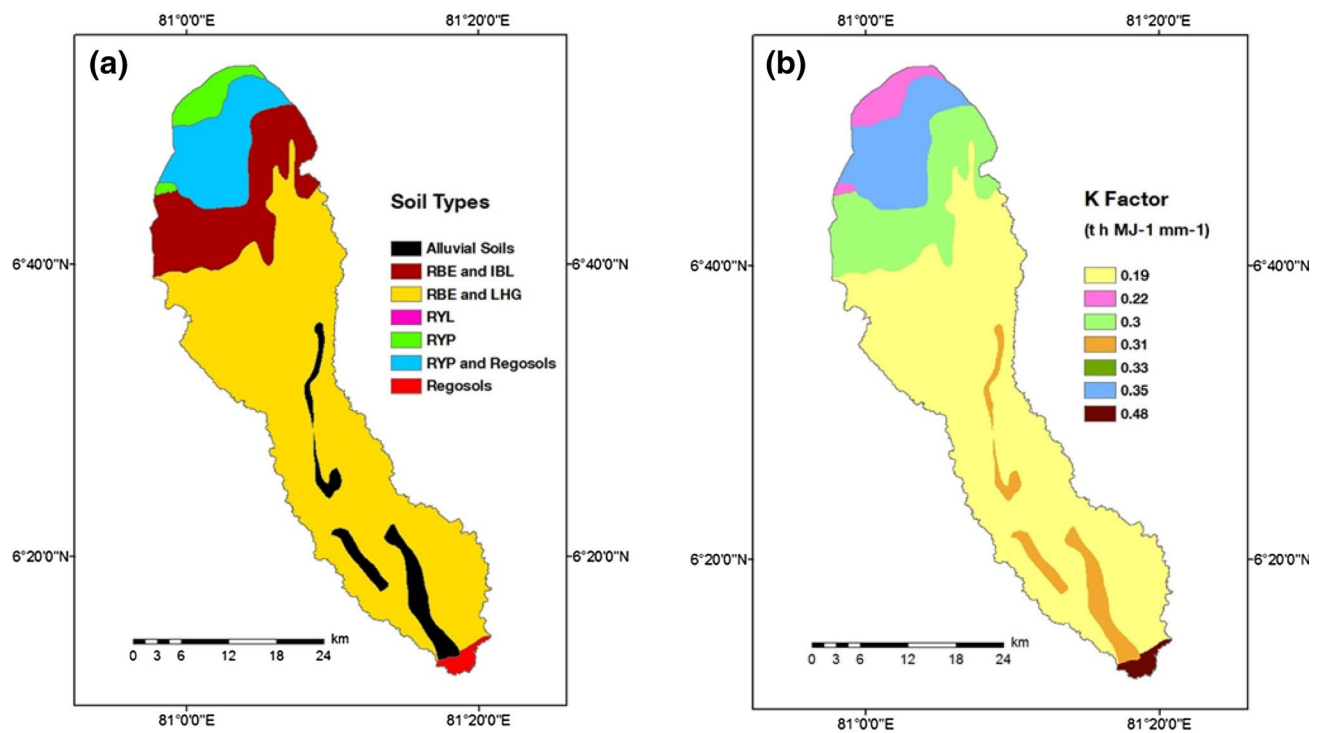 81°0'0"E 81°20'0"E
(a)
Soil Types
Alluvial Soils
RBE and IBL
RBE and LHG
RYL
RYP
RYP and Regosols
Regosols
6°40'0"N 6°40'0"N
6°20'0"N 6°20'0"N
km
0 3 6 12 18 24
81°0'0"E 81°20'0"E
81°0'0"E 81°20'0"E
(b)
K Factor
(t h MJ-1 mm-1)
0.19
0.22
0.3
0.31
0.33
0.35
0.48
6°40'0"N 6°40'0"N
6°20'0"N 6°20'0"N
km
0 3 6 12 18 24
81°0'0"E 81°20'0"E